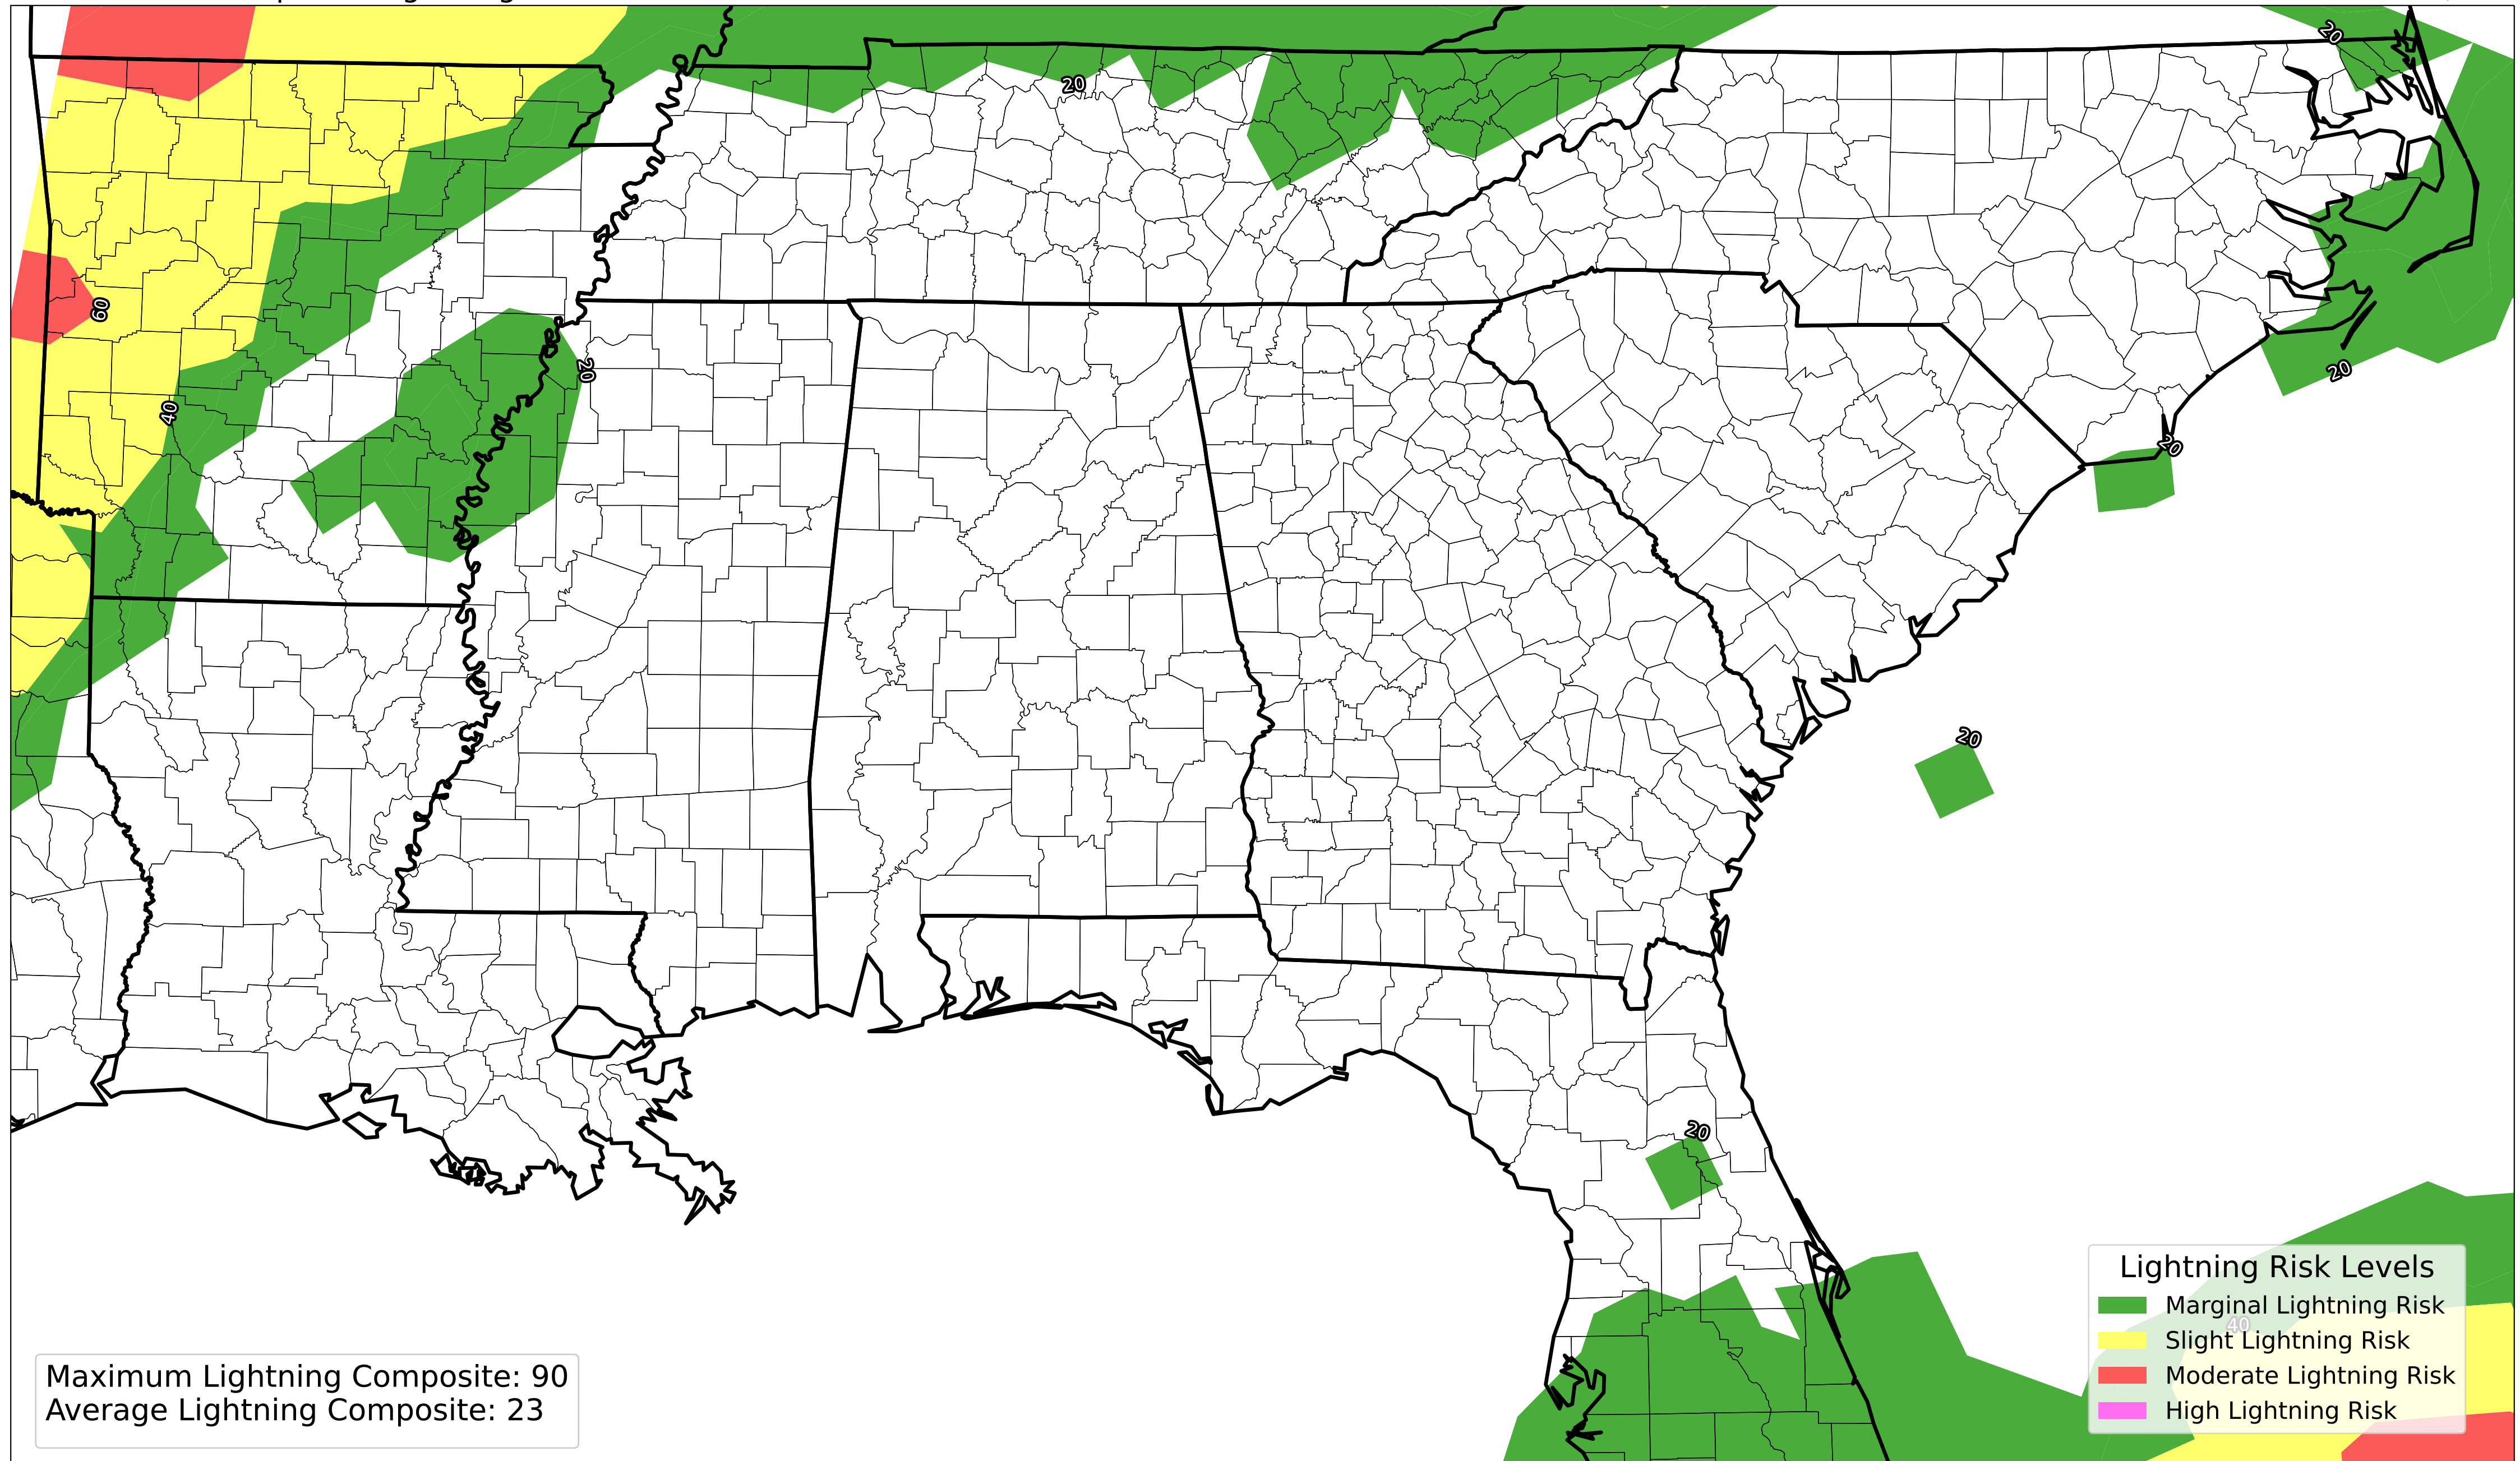 20
20
60
20
20
40
20
20
20
Lightning Risk Levels
Marginal Lightning Risk
40
Slight Lightning Risk
Moderate Lightning Risk
High Lightning Risk
Maximum Lightning Composite: 90
Average Lightning Composite: 23